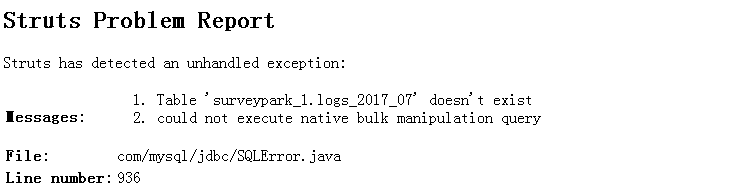 Struts Problem Report
Struts has detected an unhandled exception:
Messages:
1. Table 'surveypark_1.logs_2017_07' doesn't exist
2. could not execute native bulk manipulation query
File: com/mysql/jdbc/SQLError.java
Line number: 936